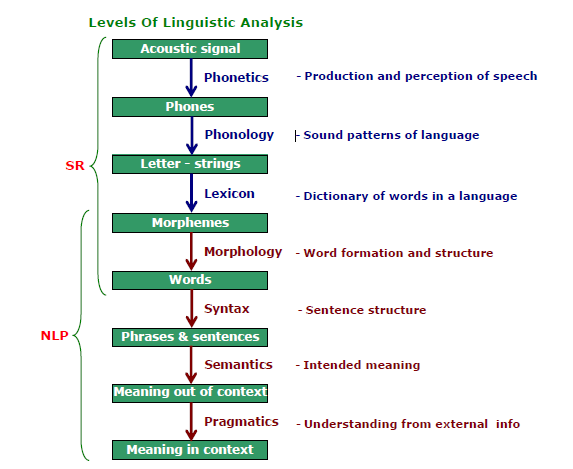 Levels Of Linguistic Analysis
Acoustic signal
Phonetics - Production and perception of speech
Phones
Phonology - Sound patterns of language
Letter - strings
SR
Lexicon - Dictionary of words in a language
Morphemes
Morphology - Word formation and structure
Words
Syntax - Sentence structure
NLP
Phrases & sentences
Semantics - Intended meaning
Meaning out of context
Pragmatics - Understanding from external info
Meaning in context